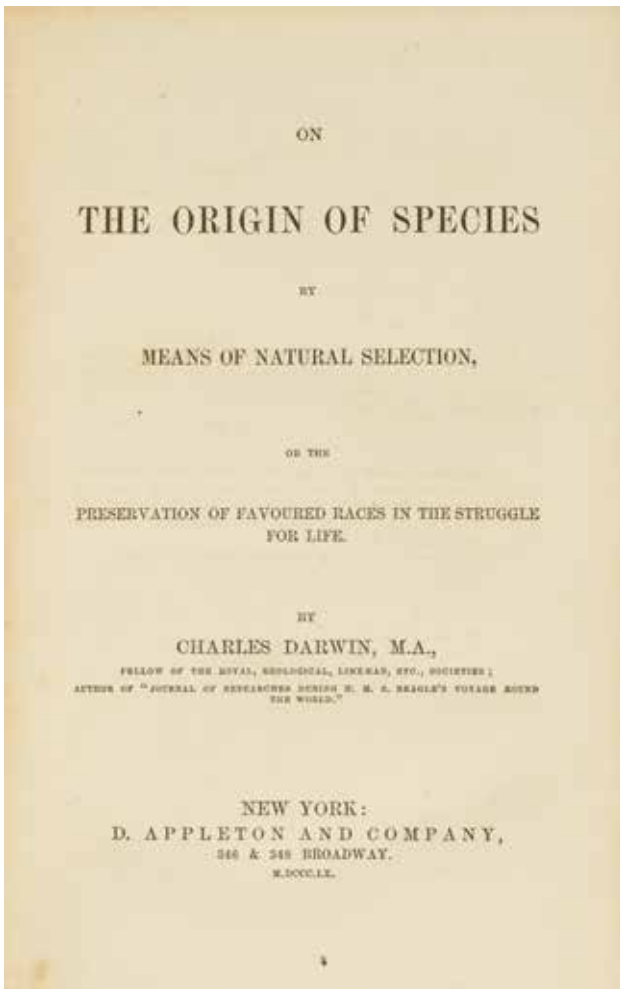 ON
THE ORIGIN OF SPECIES
BY
MEANS OF NATURAL SELECTION,
OR THE
PRESERVATION OF FAVOURED RACES IN THE STRUGGLE
FOR LIFE.
BY
CHARLES DARWIN, M.A.,
FELLOW OF THE ROYAL, GEOLOGICAL, LINNEAN, ETC., SOCIETIES;
AUTHOR OF "JOURNAL OF RESEARCHES DURING H. M. S. BEAGLE'S VOYAGE ROUND
THE WORLD."
NEW YORK:
D. APPLETON AND COMPANY,
346 & 348 BROADWAY.
M.DCCC.LX.